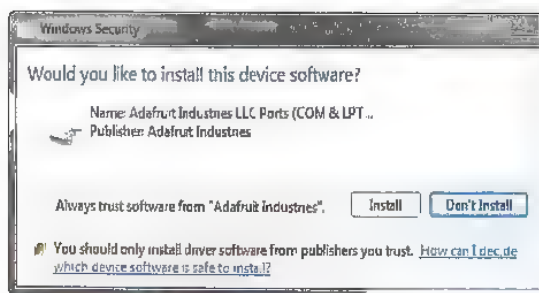 Windows Security
Would you like to install this device software?
Name: Adafruit Industries LLC Ports (COM & LPT...
Publisher: Adafruit Industries
Always trust software from "Adafruit Industries".
Install
Don't Install
You should only install driver software from publishers you trust. How can I decide
which device software is safe to install?